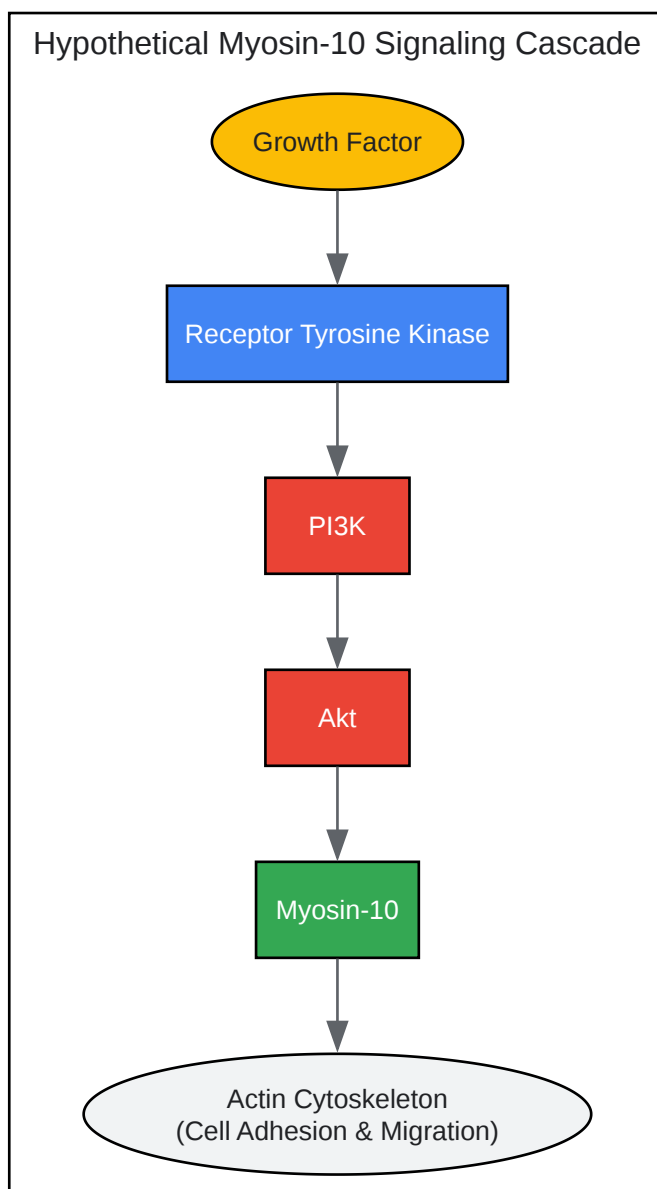 Hypothetical Myosin-10 Signaling Cascade
Growth Factor
Receptor Tyrosine Kinase
PI3K
Akt
Myosin-10
Actin Cytoskeleton
(Cell Adhesion & Migration)